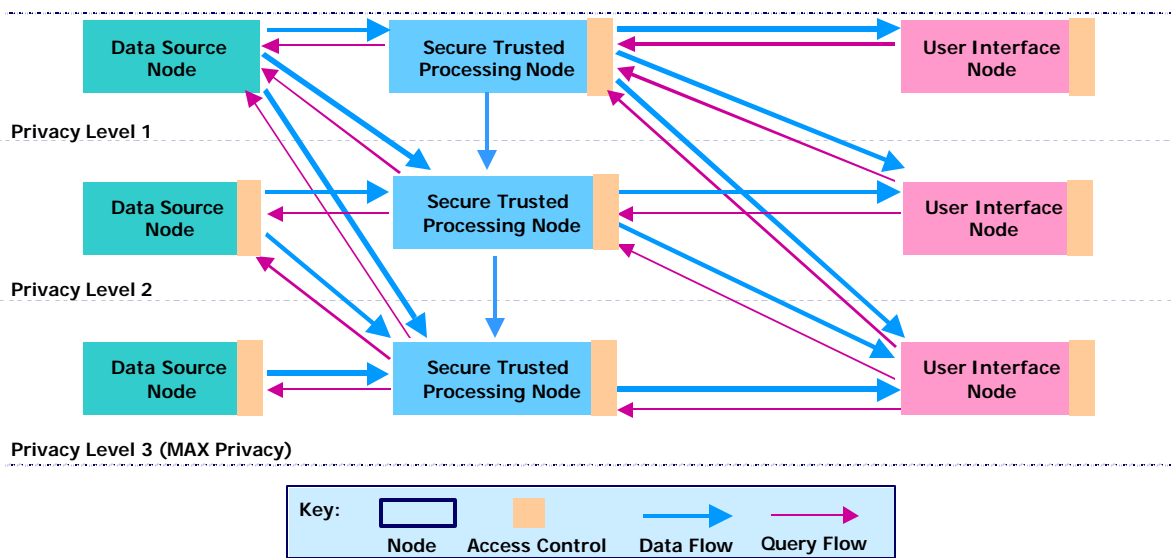 Data Source
Node
Secure Trusted
Processing Node
User Interface
Node
Privacy Level 1
Data Source
Node
Secure Trusted
Processing Node
User Interface
Node
Privacy Level 2
Data Source
Node
Secure Trusted
Processing Node
User Interface
Node
Privacy Level 3 (MAX Privacy)
Key:
Node
Access Control
Data Flow
Query Flow